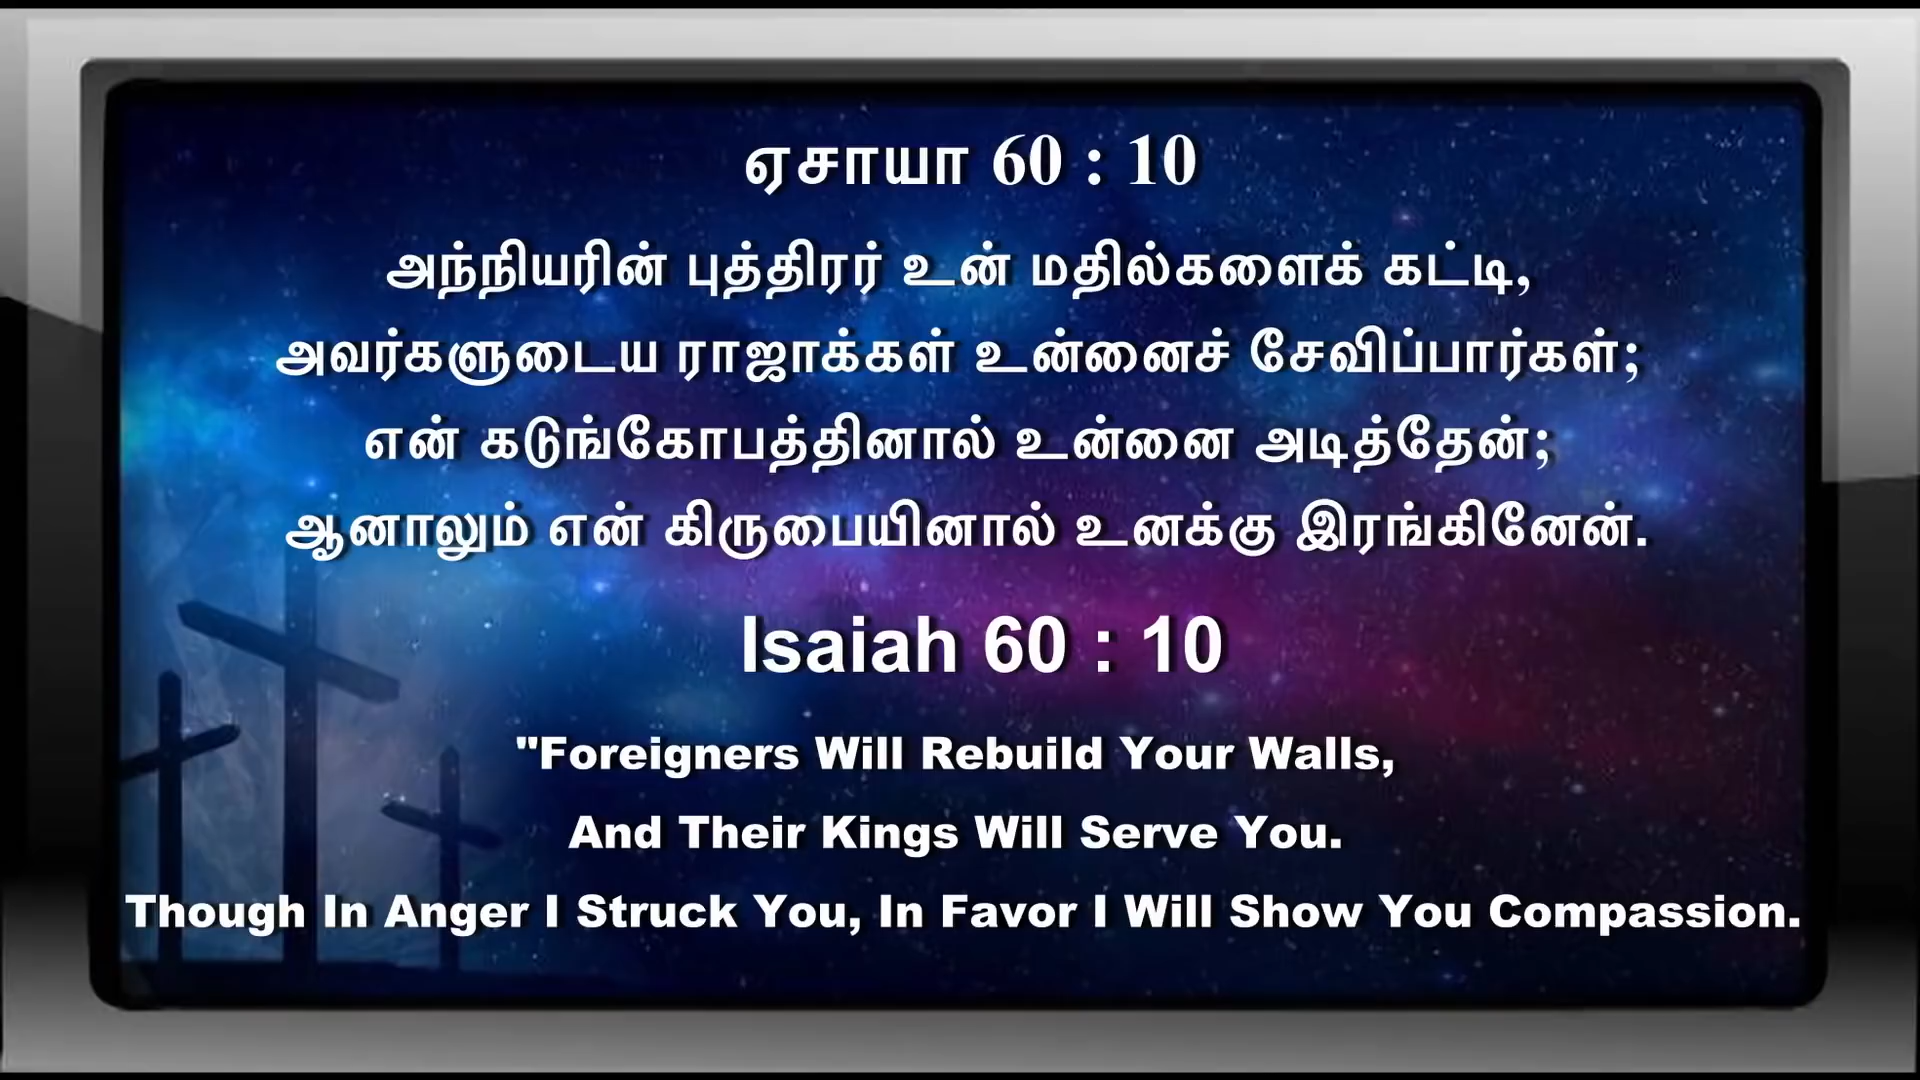 ஏசாயா 60 : 10
அந்நியரின் புத்திரர் உன் மதில்களைக் கட்டி,
அவர்களுடைய ராஜாக்கள் உன்னைச் சேவிப்பார்கள்;
என் கடுங்கோபத்தினால் உன்னை அடித்தேன்;
ஆனாலும் என் கிருபையினால் உனக்கு இரங்கினேன்.
Isaiah 60 : 10
"Foreigners Will Rebuild Your Walls,
And Their Kings Will Serve You.
Though In Anger I Struck You, In Favor I Will Show You Compassion.